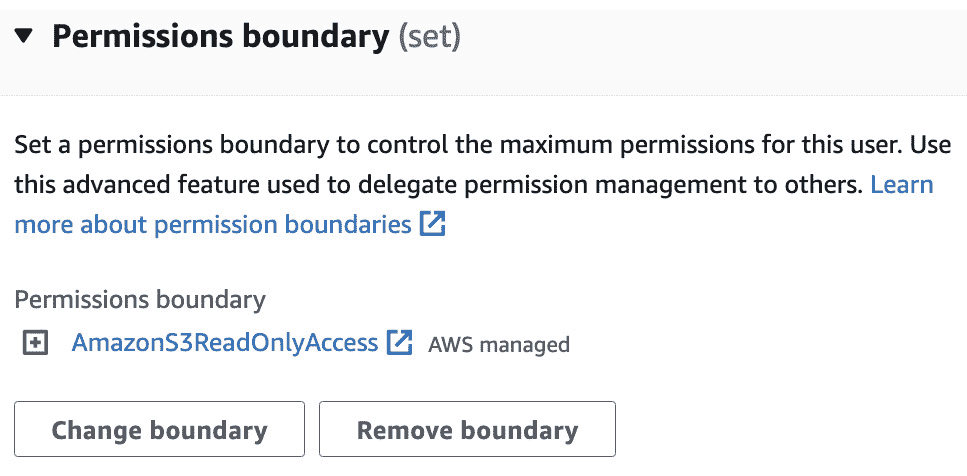 Permissions boundary (set)
Set a permissions boundary to control the maximum permissions for this user. Use
this advanced feature used to delegate permission management to others. Learn
more about permission boundaries
Permissions boundary
AmazonS3ReadOnlyAccess AWS managed
Change boundary Remove boundary